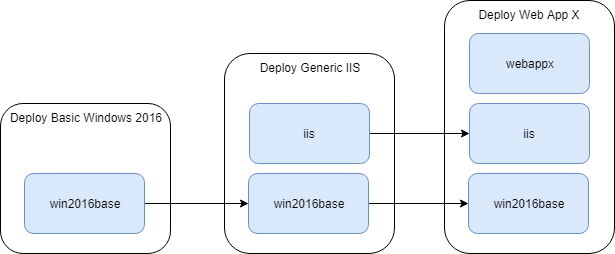 Deploy Basic Windows 2016
win2016base
Deploy Generic IIS
iis
win2016base
Deploy Web App X
webappx
iis
win2016base